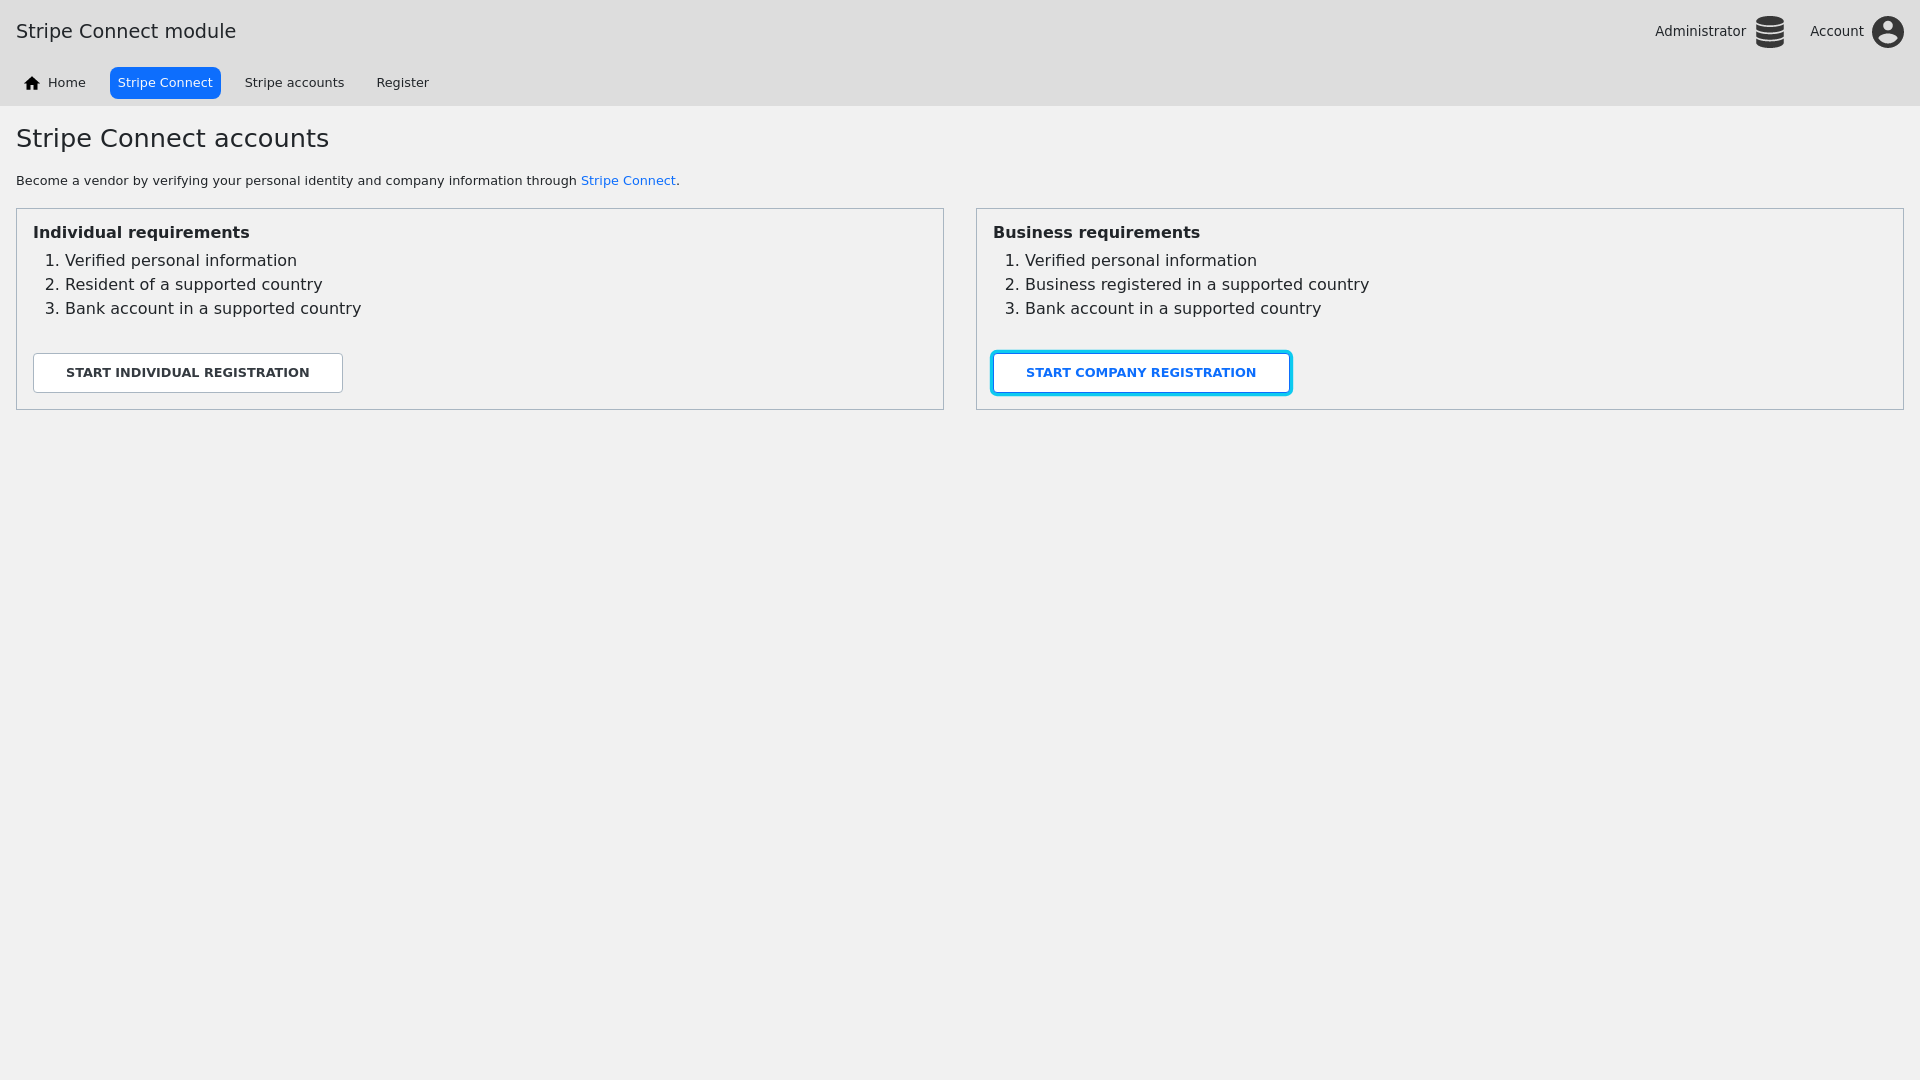 Stripe Connect module
Administrator
Account
Home
Stripe Connect
Stripe accounts
Register
Stripe Connect accounts
Become a vendor by verifying your personal identity and company information through Stripe Connect.
Individual requirements
1. Verified personal information
2. Resident of a supported country
3. Bank account in a supported country
START INDIVIDUAL REGISTRATION
Business requirements
1. Verified personal information
2. Business registered in a supported country
3. Bank account in a supported country
START COMPANY REGISTRATION